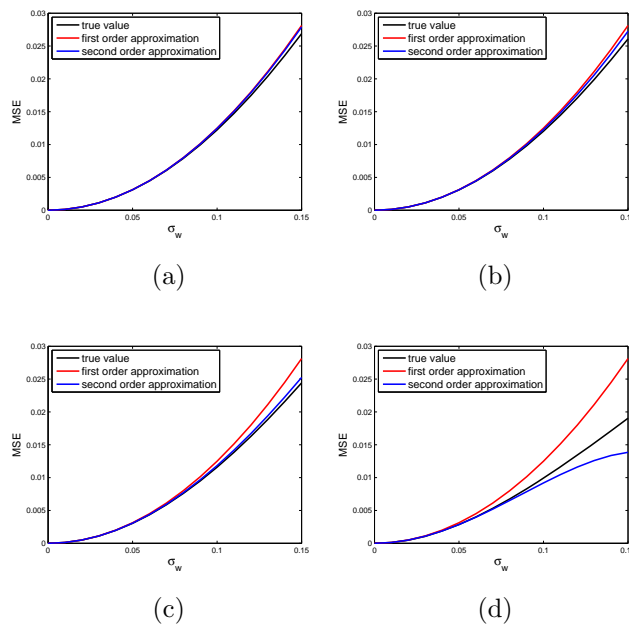 0.03
0.025
0.02
0.015
0.01
0.005
0
MSE
true value
first order approximation
second order approximation
0 0.05 0.1 0.15
σw
(a)
0.03
0.025
0.02
0.015
0.01
0.005
0
MSE
true value
first order approximation
second order approximation
0 0.05 0.1 0.15
σw
(b)
0.03
0.025
0.02
0.015
0.01
0.005
0
MSE
true value
first order approximation
second order approximation
0 0.05 0.1 0.15
σw
(c)
0.03
0.025
0.02
0.015
0.01
0.005
0
MSE
true value
first order approximation
second order approximation
0 0.05 0.1 0.15
σw
(d)